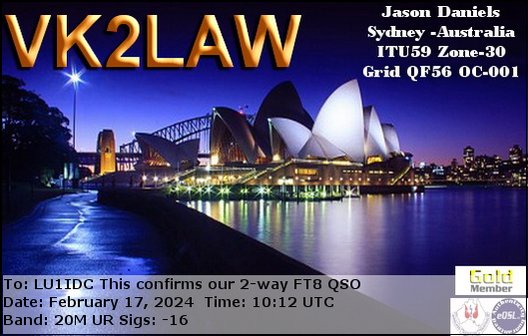 VK2LAW
Jason Daniels
Sydney -Australia
ITU59 Zone-30
Grid QF56 OC-001
To: LU1IDC This confirms our 2-way FT8 QSO
Date: February 17, 2024 Time: 10:12 UTC
Band: 20M UR Sigs: -16
Gold
Member
eQSL